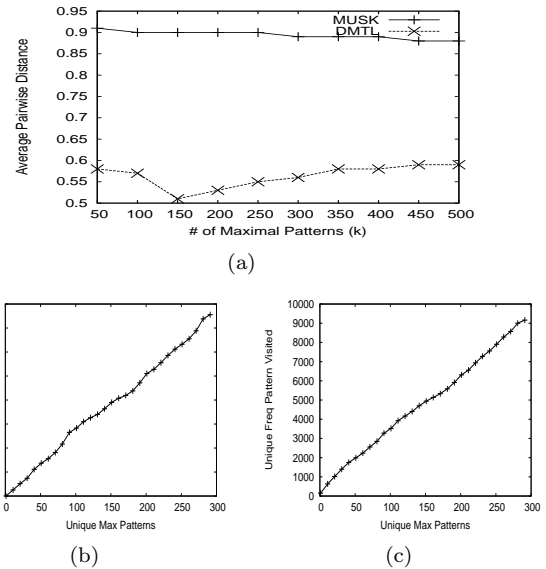 MUSK
DMTL
0.95
0.9
0.85
0.8
0.75
0.7
0.65
0.6
0.55
0.5
Average Pairwise Distance
50 100 150 200 250 300 350 400 450 500
# of Maximal Patterns (k)
(a)
0 50 100 150 200 250 300
Unique Max Patterns
(b)
10000
9000
8000
7000
6000
5000
4000
3000
2000
1000
0
Unique Freq Pattern Visited
0 50 100 150 200 250 300
Unique Max Patterns
(c)